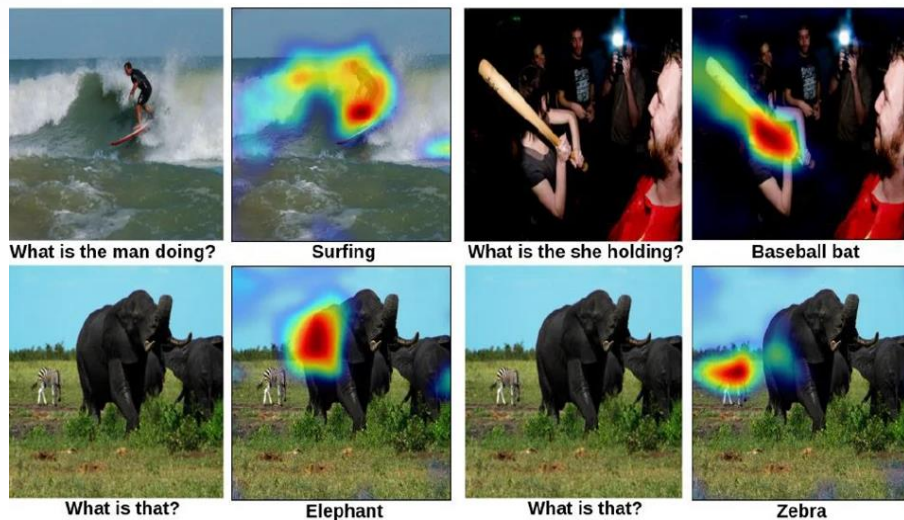 What is the man doing?
Surfing
What is the she holding?
Baseball bat
What is that?
Elephant
What is that?
Zebra